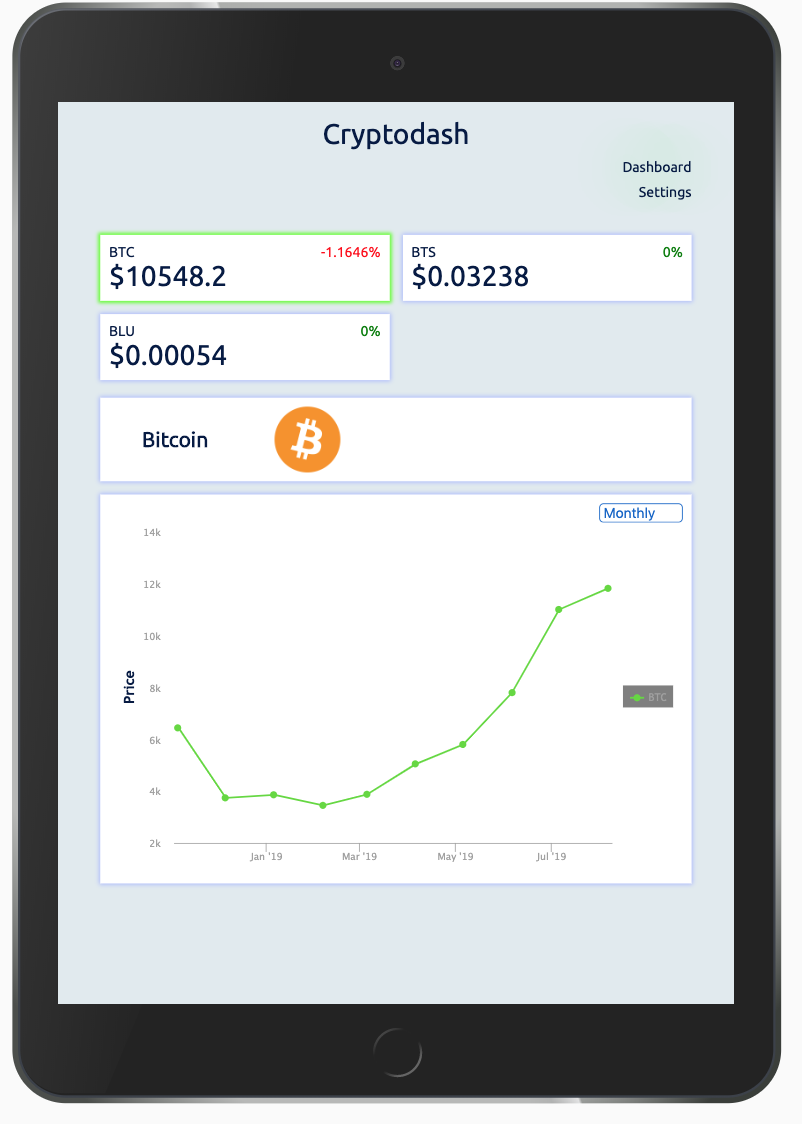 Cryptodash
Dashboard
Settings
BTC -1.1646%
$10548.2
BTS 0%
$0.03238
BLU 0%
$0.00054
Bitcoin
Monthly
14k
12k
10k
8k
6k
4k
2k
Price
Jan '19 Mar '19 May '19 Jul '19
BTC